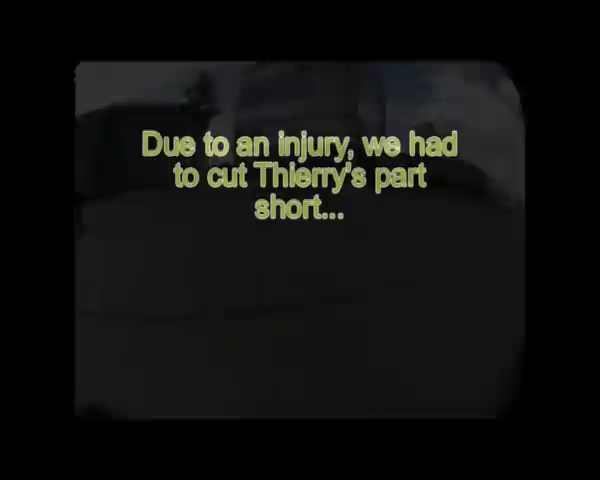 Due to an injury, we had
to cut Thierry's part
short...